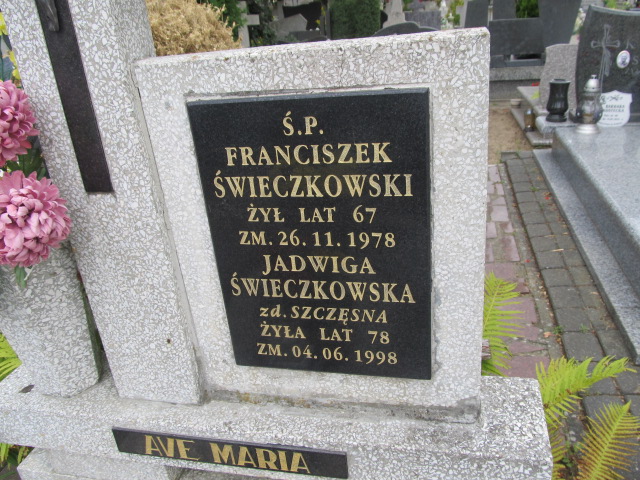 Ś.P.
FRANCISZEK
ŚWIECZKOWSKI
ŻYŁ LAT 67
ZM. 26. 11. 1978
JADWIGA
ŚWIECZKOWSKA
zd. SZCZĘSNA
ŻYŁA LAT 78
ZM. 04. 06. 1998
AVE MARIA